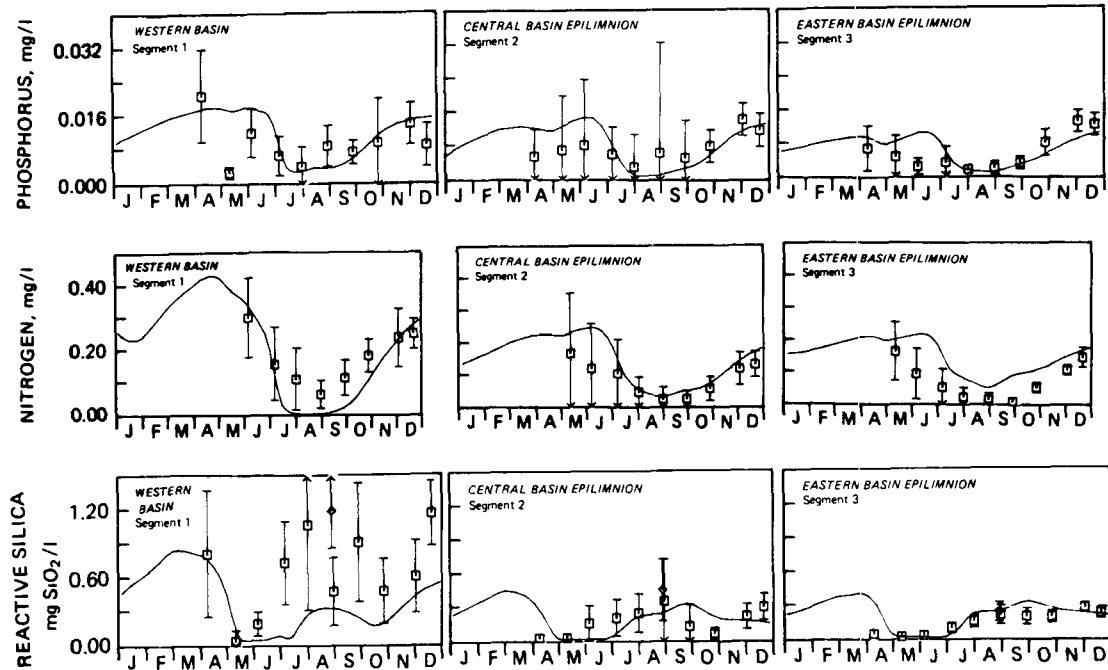 PHOSPHORUS, mg/l
0.032
0.016
0.000
WESTERN BASIN
Segment 1
J F M A M J J A S O N D
CENTRAL BASIN EPILIMNION
Segment 2
J F M A M J J A S O N D
EASTERN BASIN EPILIMNION
Segment 3
J F M A M J J A S O N D
NITROGEN, mg/l
0.40
0.20
0.00
WESTERN BASIN
Segment 1
J F M A M J J A S O N D
CENTRAL BASIN EPILIMNION
Segment 2
J F M A M J J A S O N D
EASTERN BASIN EPILIMNION
Segment 3
J F M A M J J A S O N D
REACTIVE SILICA
mg SiO2/l
1.20
0.60
0.00
WESTERN
BASIN
Segment 1
J F M A M J J A S O N D
CENTRAL BASIN EPILIMNION
Segment 2
J F M A M J J A S O N D
EASTERN BASIN EPILIMNION
Segment 3
J F M A M J J A S O N D